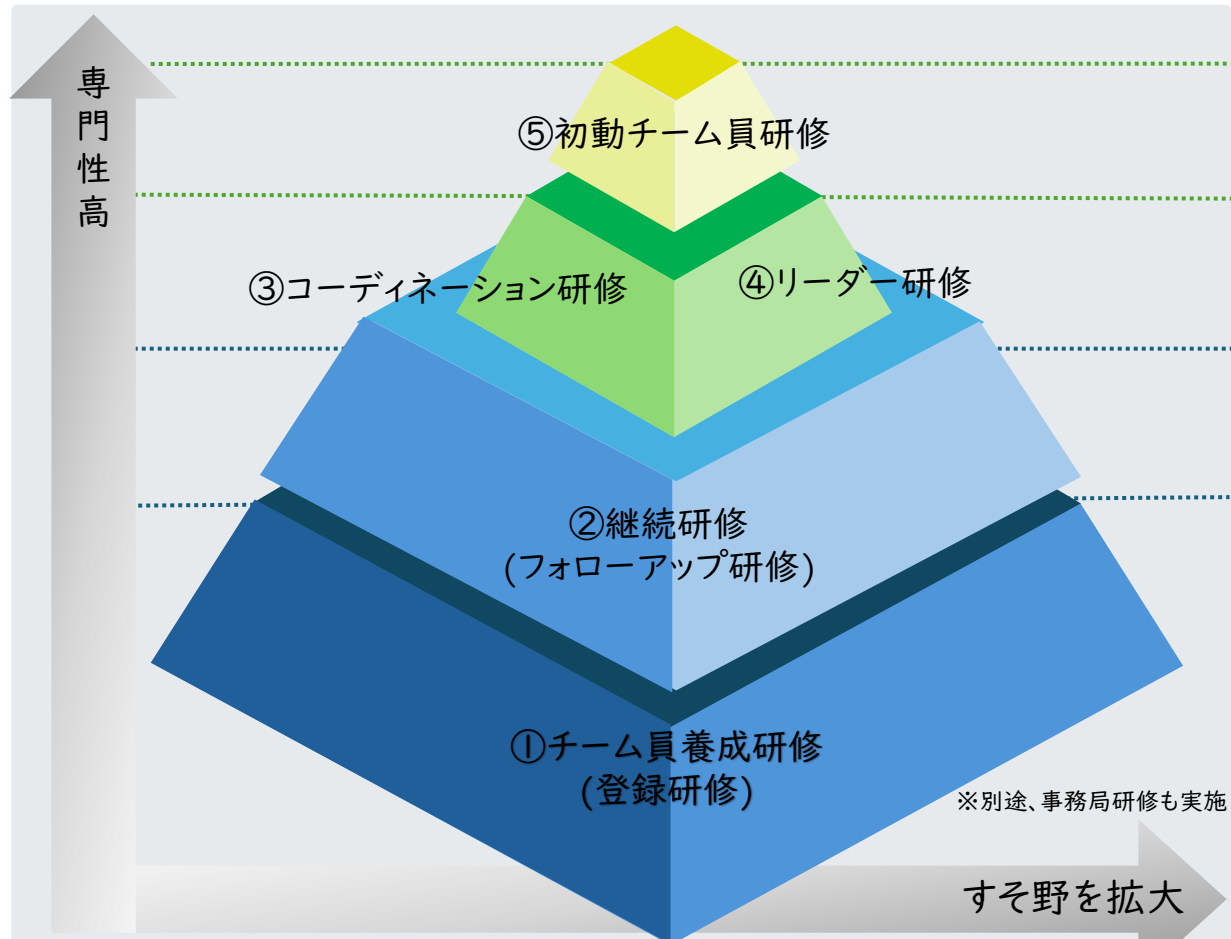 専門性高
⑤初動チーム員研修
③コーディネーション研修
④リーダー研修
②継続研修
(フォローアップ研修)
①チーム員養成研修
(登録研修)
※別途、事務局研修も実施
すそ野を拡大